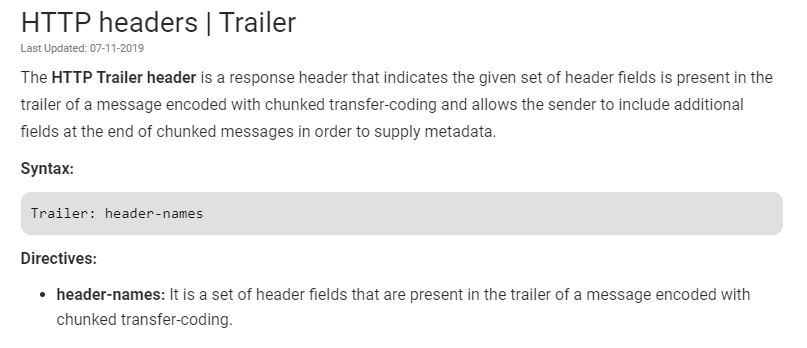 HTTP headers | Trailer
Last Updated: 07-11-2019
The HTTP Trailer header is a response header that indicates the given set of header fields is present in the
trailer of a message encoded with chunked transfer-coding and allows the sender to include additional
fields at the end of chunked messages in order to supply metadata.
Syntax:
Trailer: header-names
Directives:
• header-names: It is a set of header fields that are present in the trailer of a message encoded with
chunked transfer-coding.